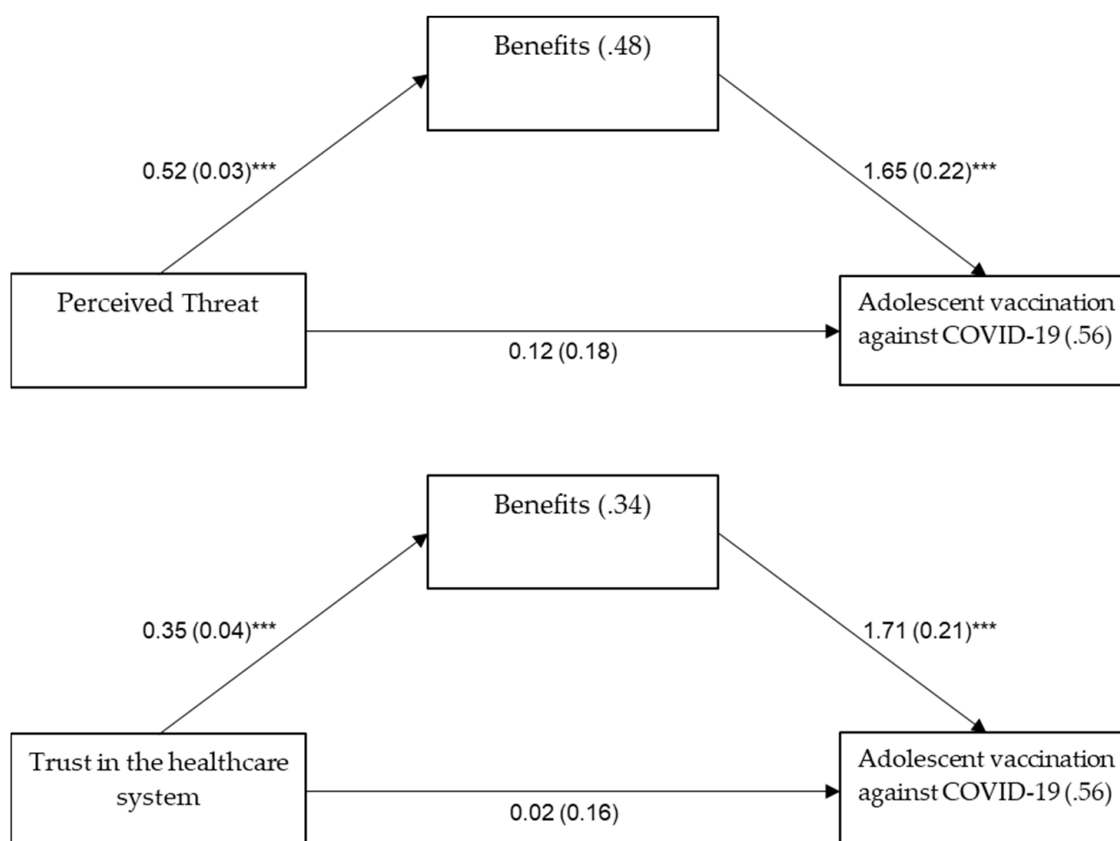 Benefits (.48)
0.52 (0.03)***
1.65 (0.22)***
Perceived Threat
Adolescent vaccination
against COVID-19 (.56)
0.12 (0.18)
Benefits (.34)
0.35 (0.04)***
1.71 (0.21)***
Trust in the healthcare
system
Adolescent vaccination
against COVID-19 (.56)
0.02 (0.16)